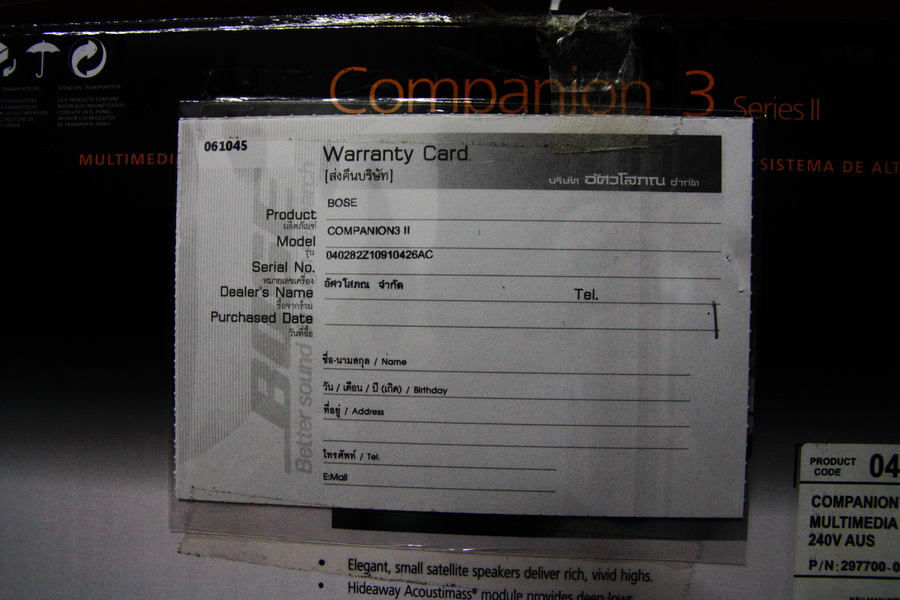 Companion 3 Series II
MULTIMEDIA
SISTEMA DE ALT
061045
Warranty Card
[ส่งคืนบริษัท]
บริษัท อัศวโสภณ จำกัด
Product BOSE
ผลิตภัณฑ์
Model COMPANION3 II
รุ่น
Serial No. 040282Z10910426AC
หมายเลขเครื่อง
Dealer's Name อัศวโสภณ จำกัด Tel.
ชื่อจากร้าน
Purchased Date
วันที่ซื้อ
BOSE
Better sound
ชื่อ-นามสกุล / Name
วัน / เดือน / ปี (เกิด) / Birthday
ที่อยู่ / Address
โทรศัพท์ / Tel.
E:Mail
PRODUCT CODE 04
COMPANION
MULTIMEDIA
240V AUS
P/N: 297700-0
• Elegant, small satellite speakers deliver rich, vivid highs.
• Hideaway Acoustimass® module provides deep lows